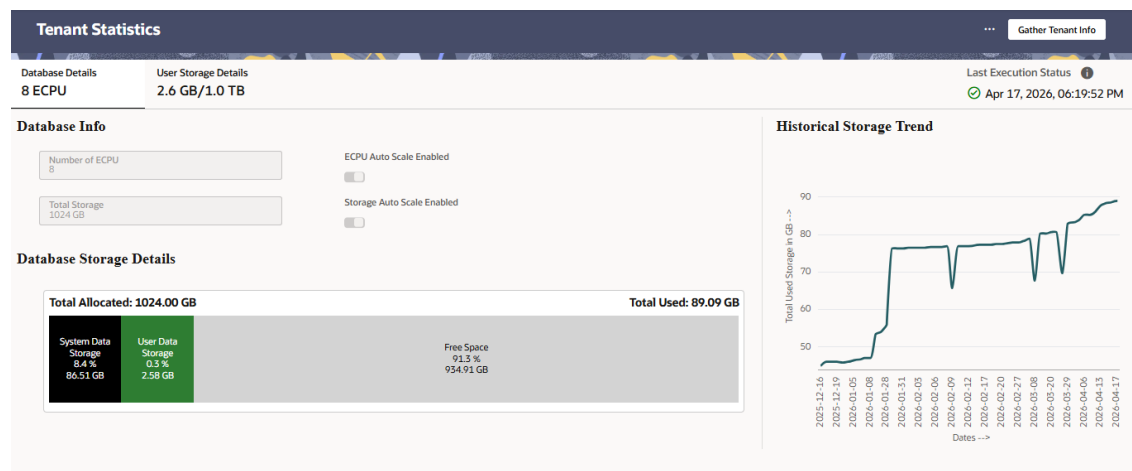 Tenant Statistics
... Gather Tenant Info
Database Details
8 ECPU
User Storage Details
2.6 GB/1.0 TB
Last Execution Status
Apr 17, 2026, 06:19:52 PM
Database Info
Number of ECPU
8
ECPU Auto Scale Enabled
Total Storage
1024 GB
Storage Auto Scale Enabled
Database Storage Details
Total Allocated: 1024.00 GB
Total Used: 89.09 GB
System Data
Storage
8.4 %
86.51 GB
User Data
Storage
0.3 %
2.58 GB
Free Space
91.3 %
934.91 GB
Historical Storage Trend
Total Used Storage in GB -->
90
80
70
60
50
2025-12-16
2025-12-19
2026-01-05
2026-01-08
2026-01-28
2026-01-31
2026-02-03
2026-02-06
2026-02-09
2026-02-12
2026-02-17
2026-02-20
2026-02-27
2026-03-08
2026-03-20
2026-03-29
2026-04-06
2026-04-13
2026-04-17
Dates -->